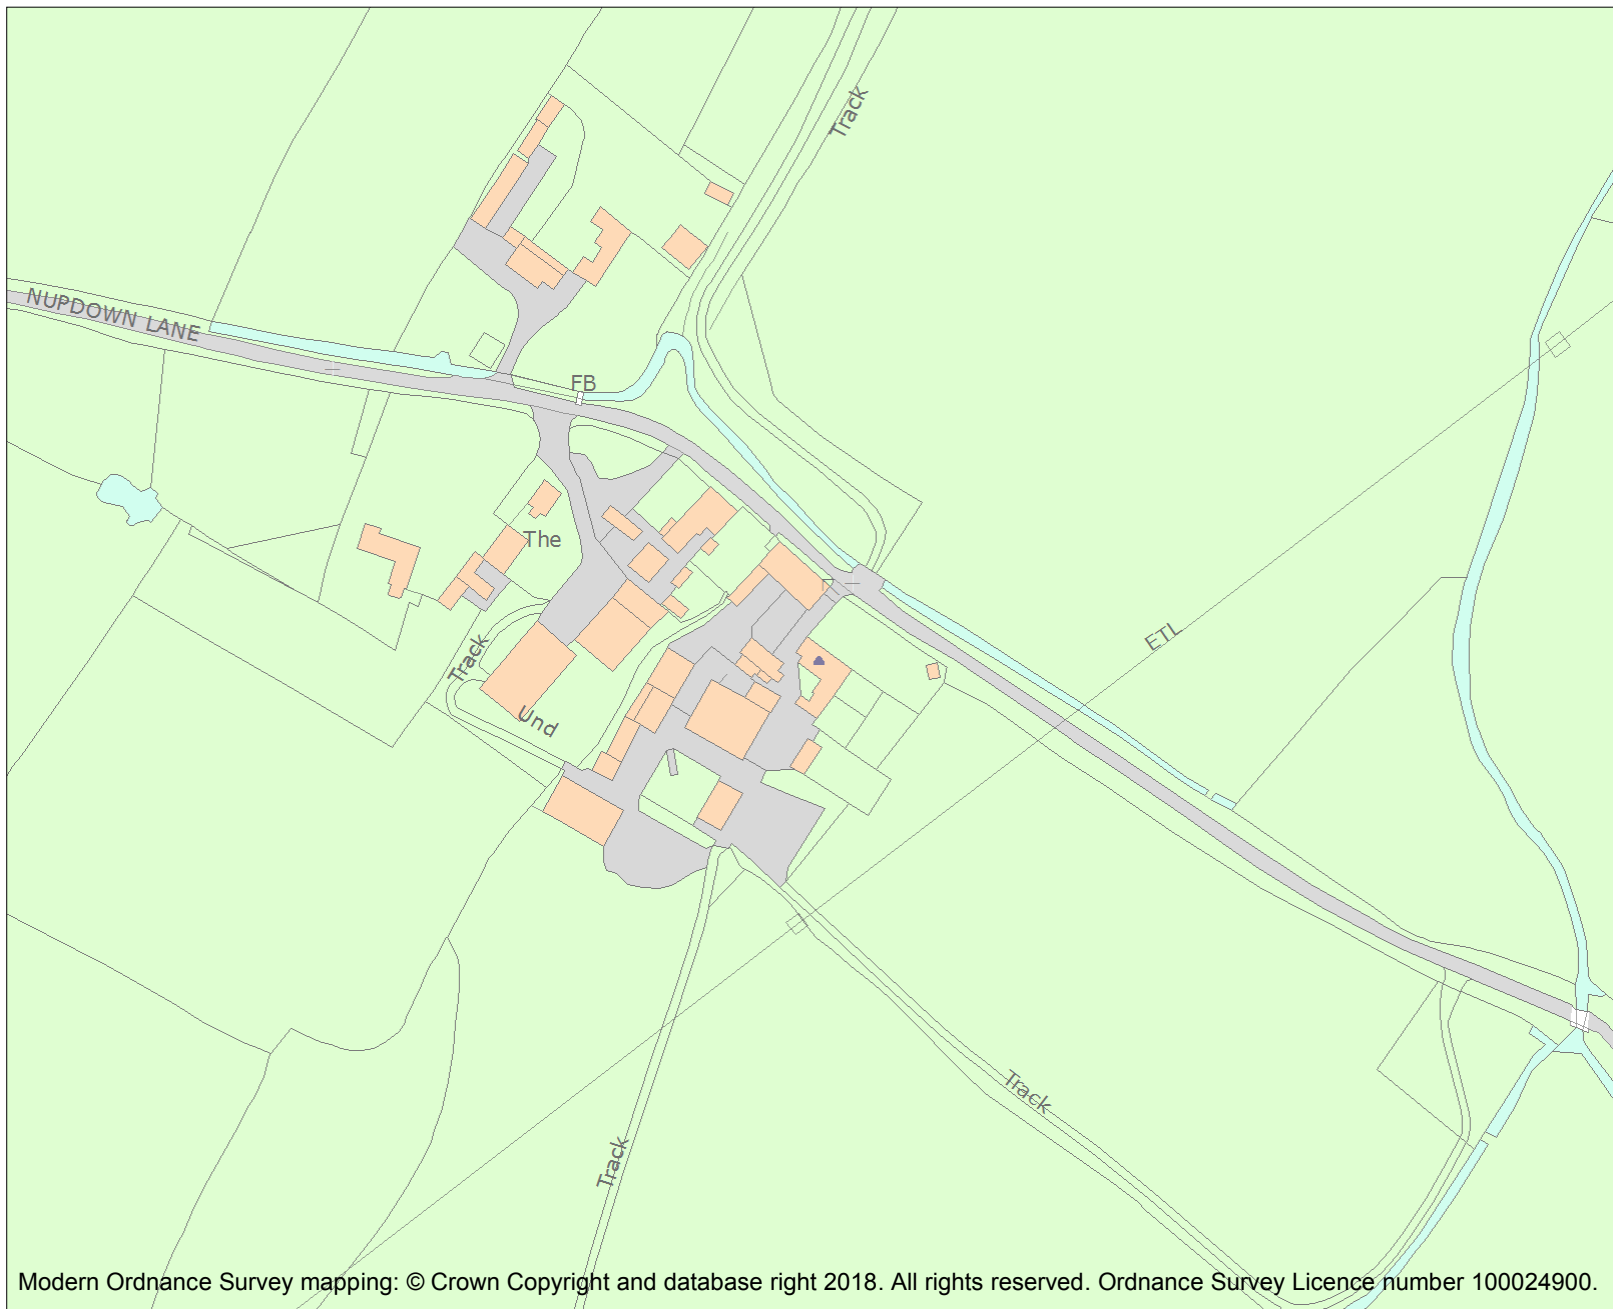 Track
NUPDOWN LANE
FB
The
ETL
Track
Und
Track
Track
Modern Ordnance Survey mapping: © Crown Copyright and database right 2018. All rights reserved. Ordnance Survey Licence number 100024900.